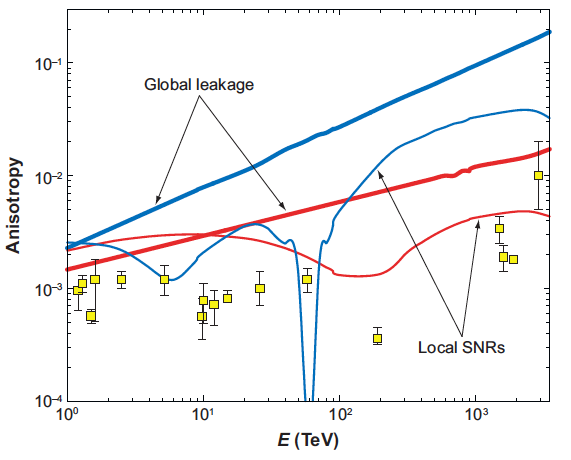 10⁻¹
Global leakage
10⁻²
Anisotropy
10⁻³
Local SNRs
10⁻⁴
10⁰ 10¹ 10² 10³
E (TeV)